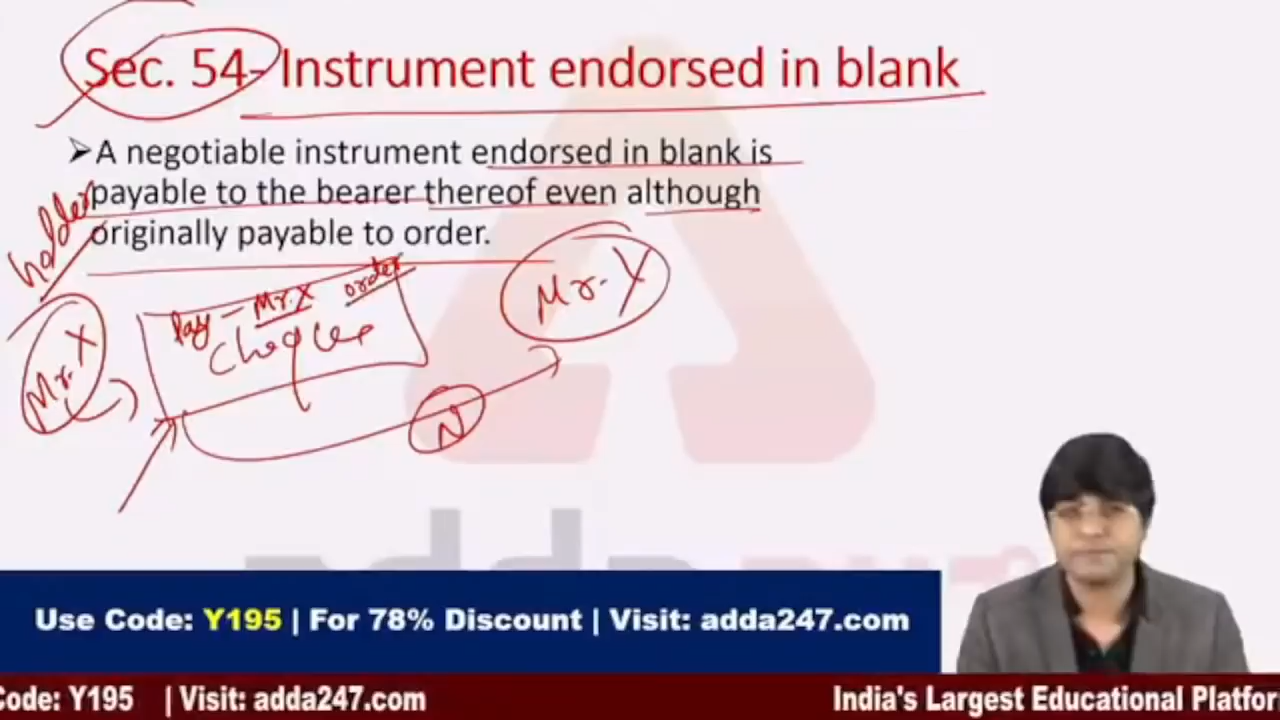 Sec. 54- Instrument endorsed in blank
➤A negotiable instrument endorsed in blank is
payable to the bearer thereof even although
originally payable to order.
holder
Mr. X
Pay - Mr. X order
Cheque
Mr. Y
N
Use Code: Y195 | For 78% Discount | Visit: adda247.com
Code: Y195 | Visit: adda247.com
India's Largest Educational Platfor